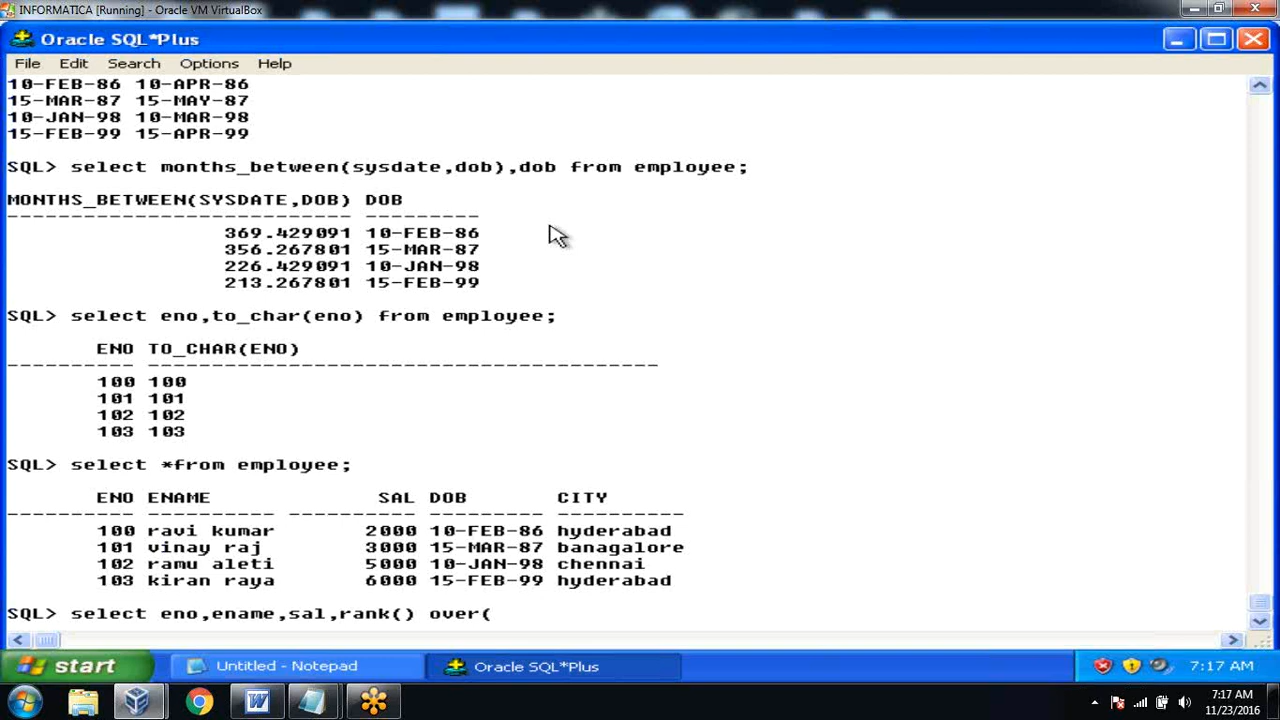 INFORMATICA [Running] - Oracle VM VirtualBox
Oracle SQL*Plus
File Edit Search Options Help
10-FEB-86 10-APR-86
15-MAR-87 15-MAY-87
10-JAN-98 10-MAR-98
15-FEB-99 15-APR-99
SQL> select months_between(sysdate,dob),dob from employee;
MONTHS_BETWEEN(SYSDATE,DOB) DOB
--------------------------- ---------
369.429091 10-FEB-86
356.267801 15-MAR-87
226.429091 10-JAN-98
213.267801 15-FEB-99
SQL> select eno,to_char(eno) from employee;
ENO TO_CHAR(ENO)
---------- ----------------------------------------
100 100
101 101
102 102
103 103
SQL> select *from employee;
ENO ENAME SAL DOB CITY
---------- ---------- ---------- --------- ----------
100 ravi kumar 2000 10-FEB-86 hyderabad
101 vinay raj 3000 15-MAR-87 banagalore
102 ramu aleti 5000 10-JAN-98 chennai
103 kiran raya 6000 15-FEB-99 hyderabad
SQL> select eno,ename,sal,rank() over(
start Untitled - Notepad Oracle SQL*Plus 7:17 AM
7:17 AM
11/23/2016